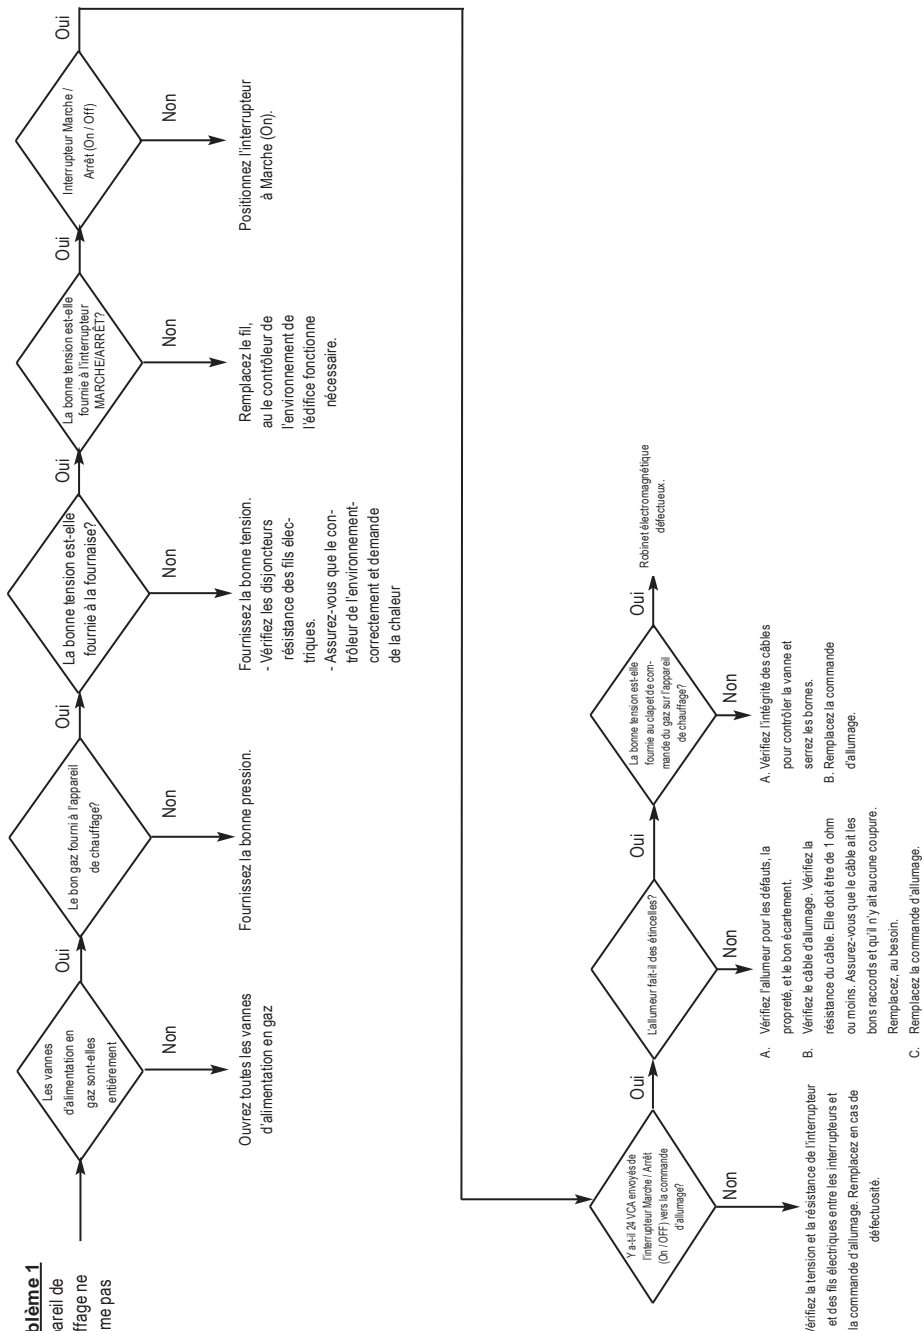 blème 1
areil de
ffage ne
me pas
Les vannes
d'alimentation en
gaz sont-elles
entièrement
Oui
Non
Ouvrez toutes les vannes
d'alimentation en gaz
Le bon gaz fourni à l'appareil
de chauffage?
Oui
Non
Fournissez la bonne pression.
La bonne tension est-elle
fournie à la fournaise?
Oui
Non
Fournissez la bonne tension.
- Vérifiez les disjoncteurs
résistance des fils élec-
triques.
- Assurez-vous que le con-
trôleur de l'environnement-
correctement et demande
de la chaleur
La bonne tension est-elle
fournie à l'interrupteur
MARCHE/ARRÊT?
Oui
Non
Remplacez le fil,
au le contrôleur de
l'environnement de
l'édifice fonctionne
nécessaire.
Interrupteur Marche /
Arrêt (On / Off)
Oui
Non
Positionnez l'interrupteur
à Marche (On).
Y a-t-il 24 VCA envoyés de
l'interrupteur Marche / Arrêt
(On / OFF) vers la commande
d'allumage?
Oui
Non
Vérifiez la tension et la résistance de l'interrupteur
et des fils électriques entre les interrupteurs et
la commande d'allumage. Remplacez en cas de
défectuosité.
L'allumeur fait-il des étincelles?
Oui
Non
A. Vérifiez l'allumeur pour les défauts, la
propreté, et le bon écartement.
B. Vérifiez le câble d'allumage. Vérifiez la
résistance du câble. Elle doit être de 1 ohm
ou moins. Assurez-vous que le câble ait les
bons raccords et qu'il n'y ait aucune coupure.
Remplacez, au besoin.
C. Remplacez la commande d'allumage.
La bonne tension est-elle
fournie au clapet de com-
mande du gaz sur l'appareil
de chauffage?
Oui
Non
A. Vérifiez l'intégrité des câbles
pour contrôler la vanne et
serrez les bornes.
B. Remplacez la commande
d'allumage.
Robinet électromagnétique
défectueux.